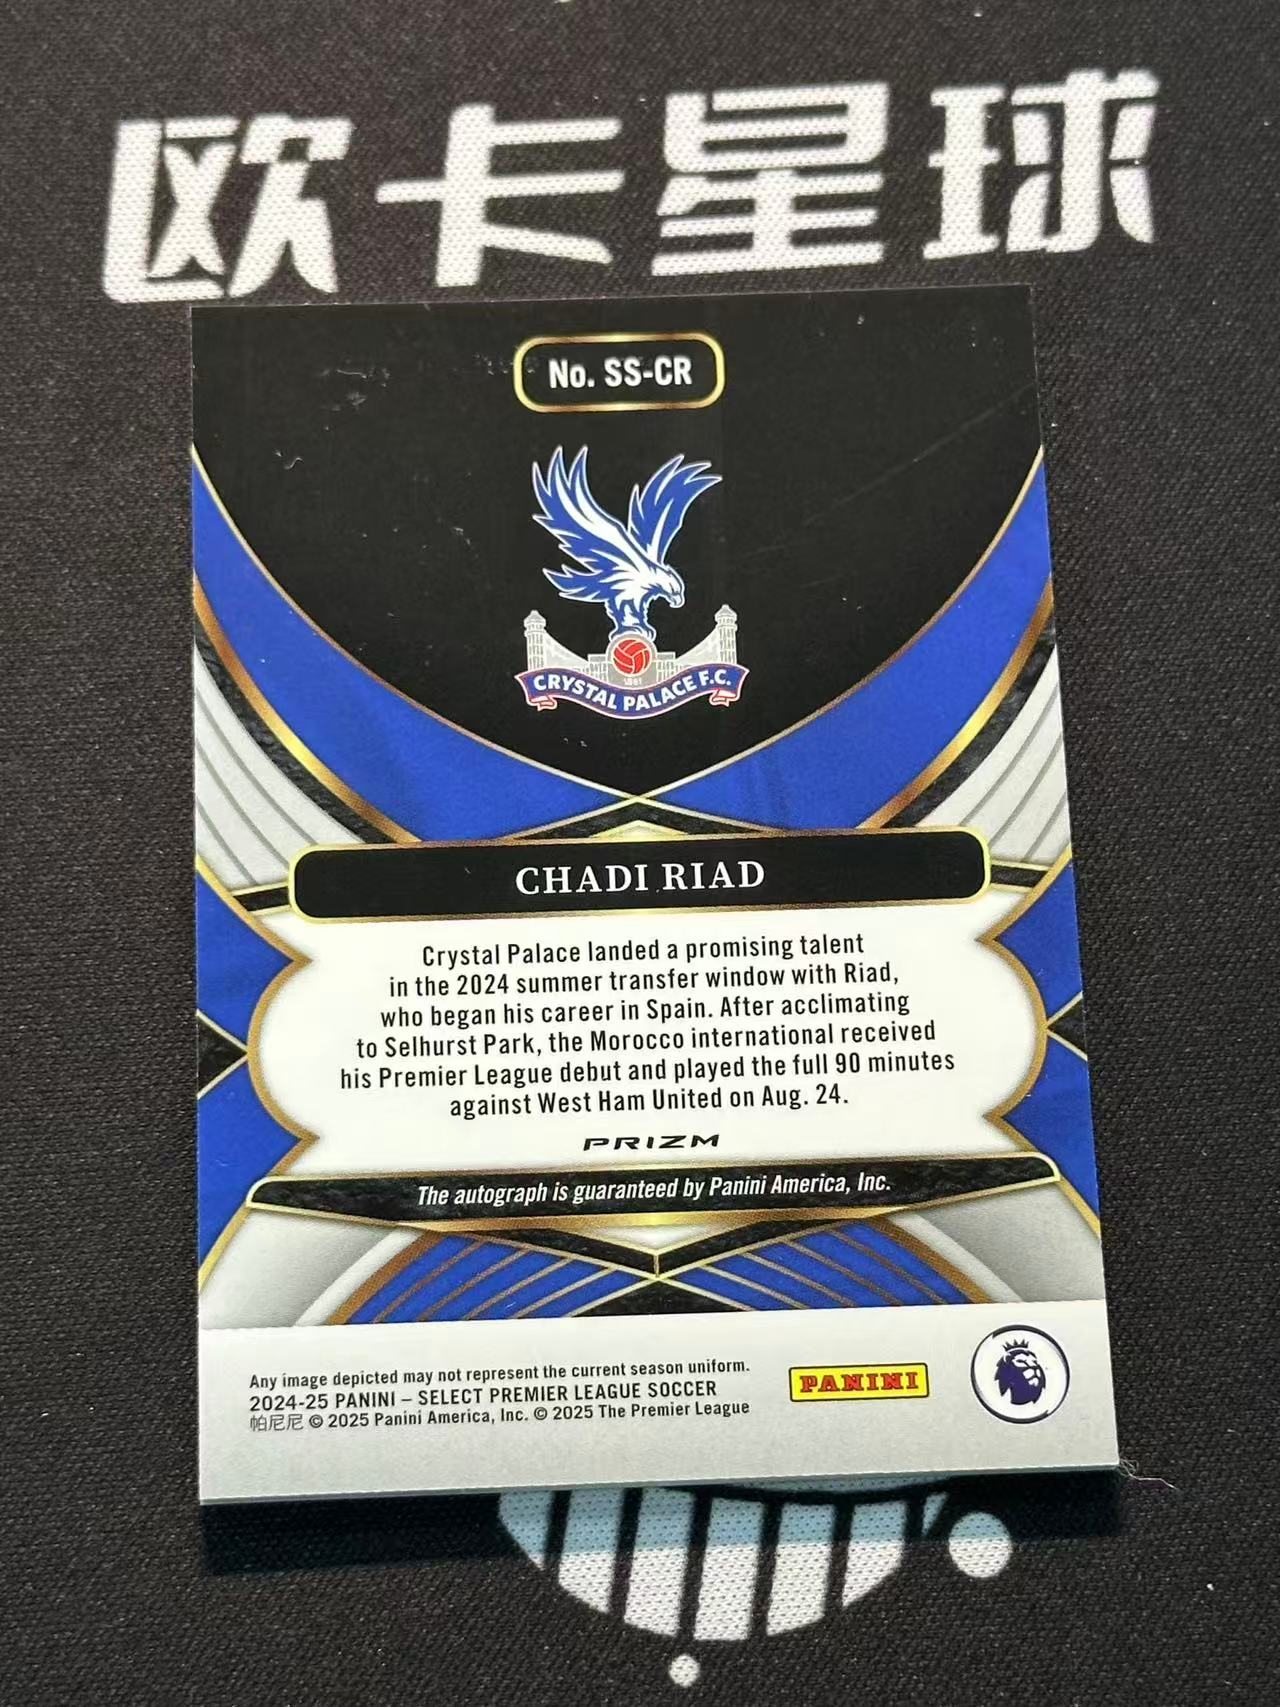 欧卡星球
No. SS-CR
1861
CRYSTAL PALACE F.C.
CHADI RIAD
Crystal Palace landed a promising talent
in the 2024 summer transfer window with Riad,
who began his career in Spain. After acclimating
to Selhurst Park, the Morocco international received
his Premier League debut and played the full 90 minutes
against West Ham United on Aug. 24.
PRIZM
The autograph is guaranteed by Panini America, Inc.
Any image depicted may not represent the current season uniform.
2024-25 PANINI – SELECT PREMIER LEAGUE SOCCER
帕尼尼 © 2025 Panini America, Inc. © 2025 The Premier League
PANINI